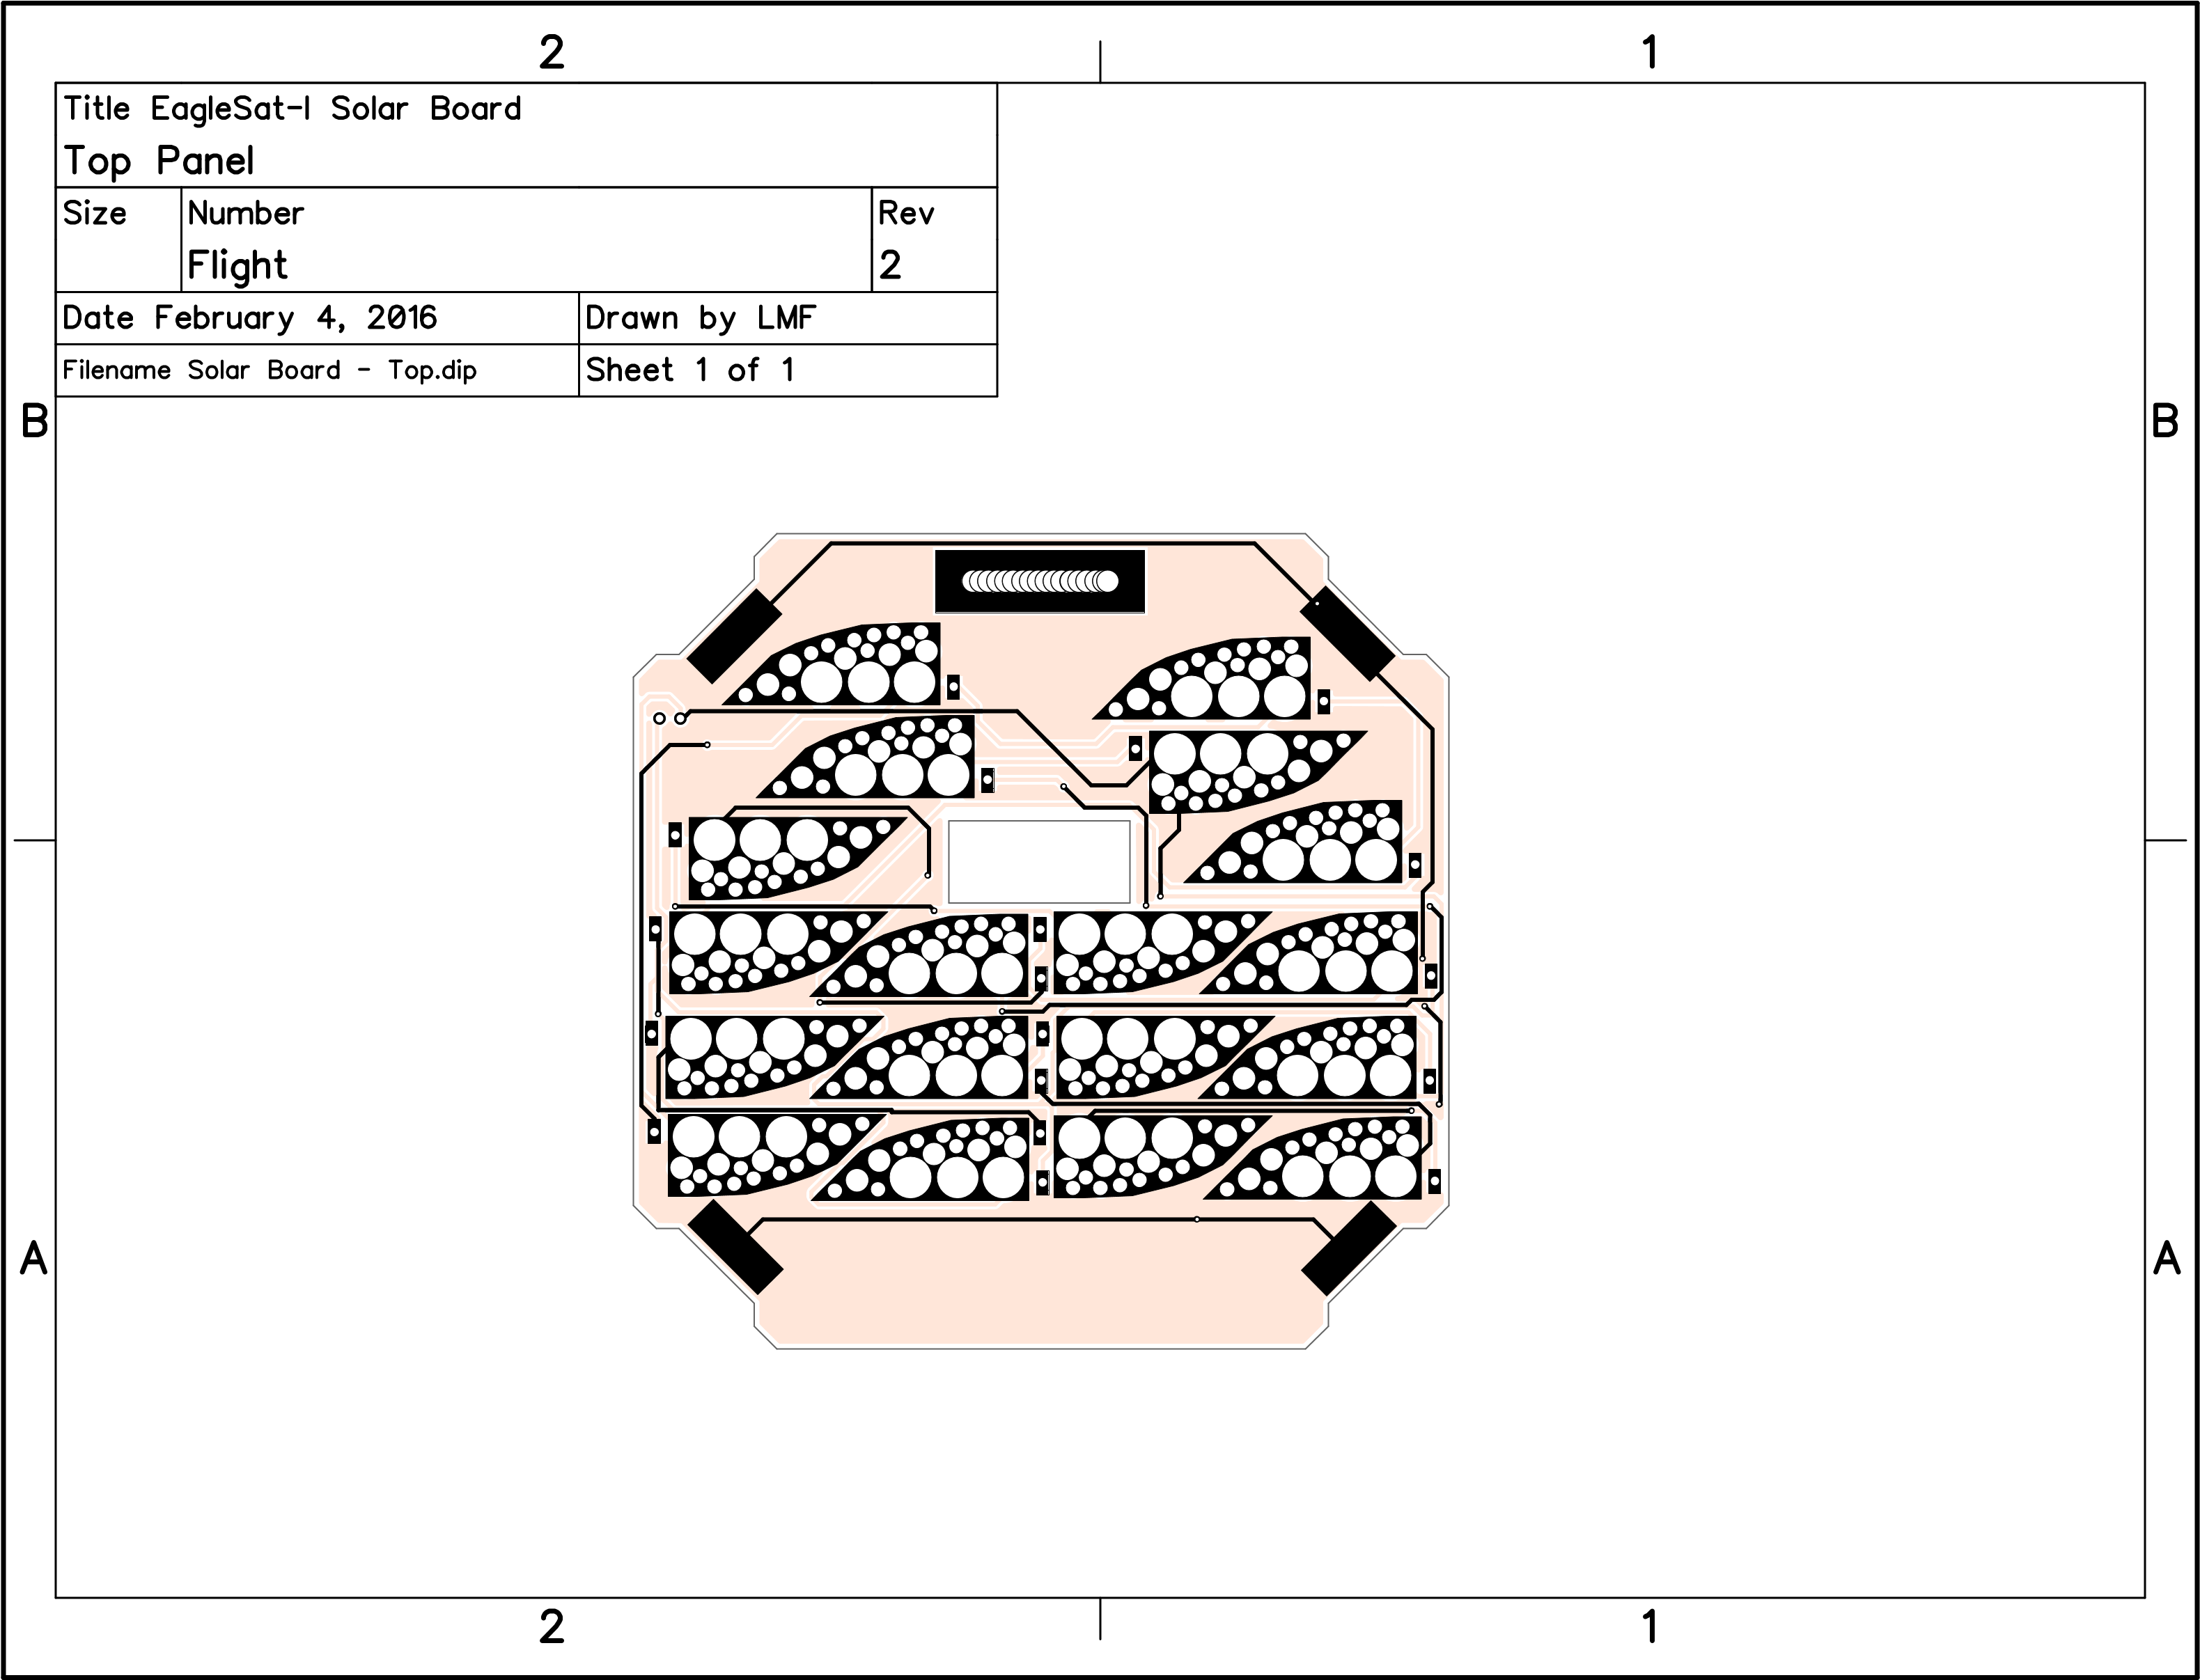 2 1
Title EagleSat-I Solar Board
Top Panel
Size Number Rev
Flight 2
Date February 4, 2016 Drawn by LMF
Filename Solar Board - Top.dip Sheet 1 of 1
B B
A A
2 1